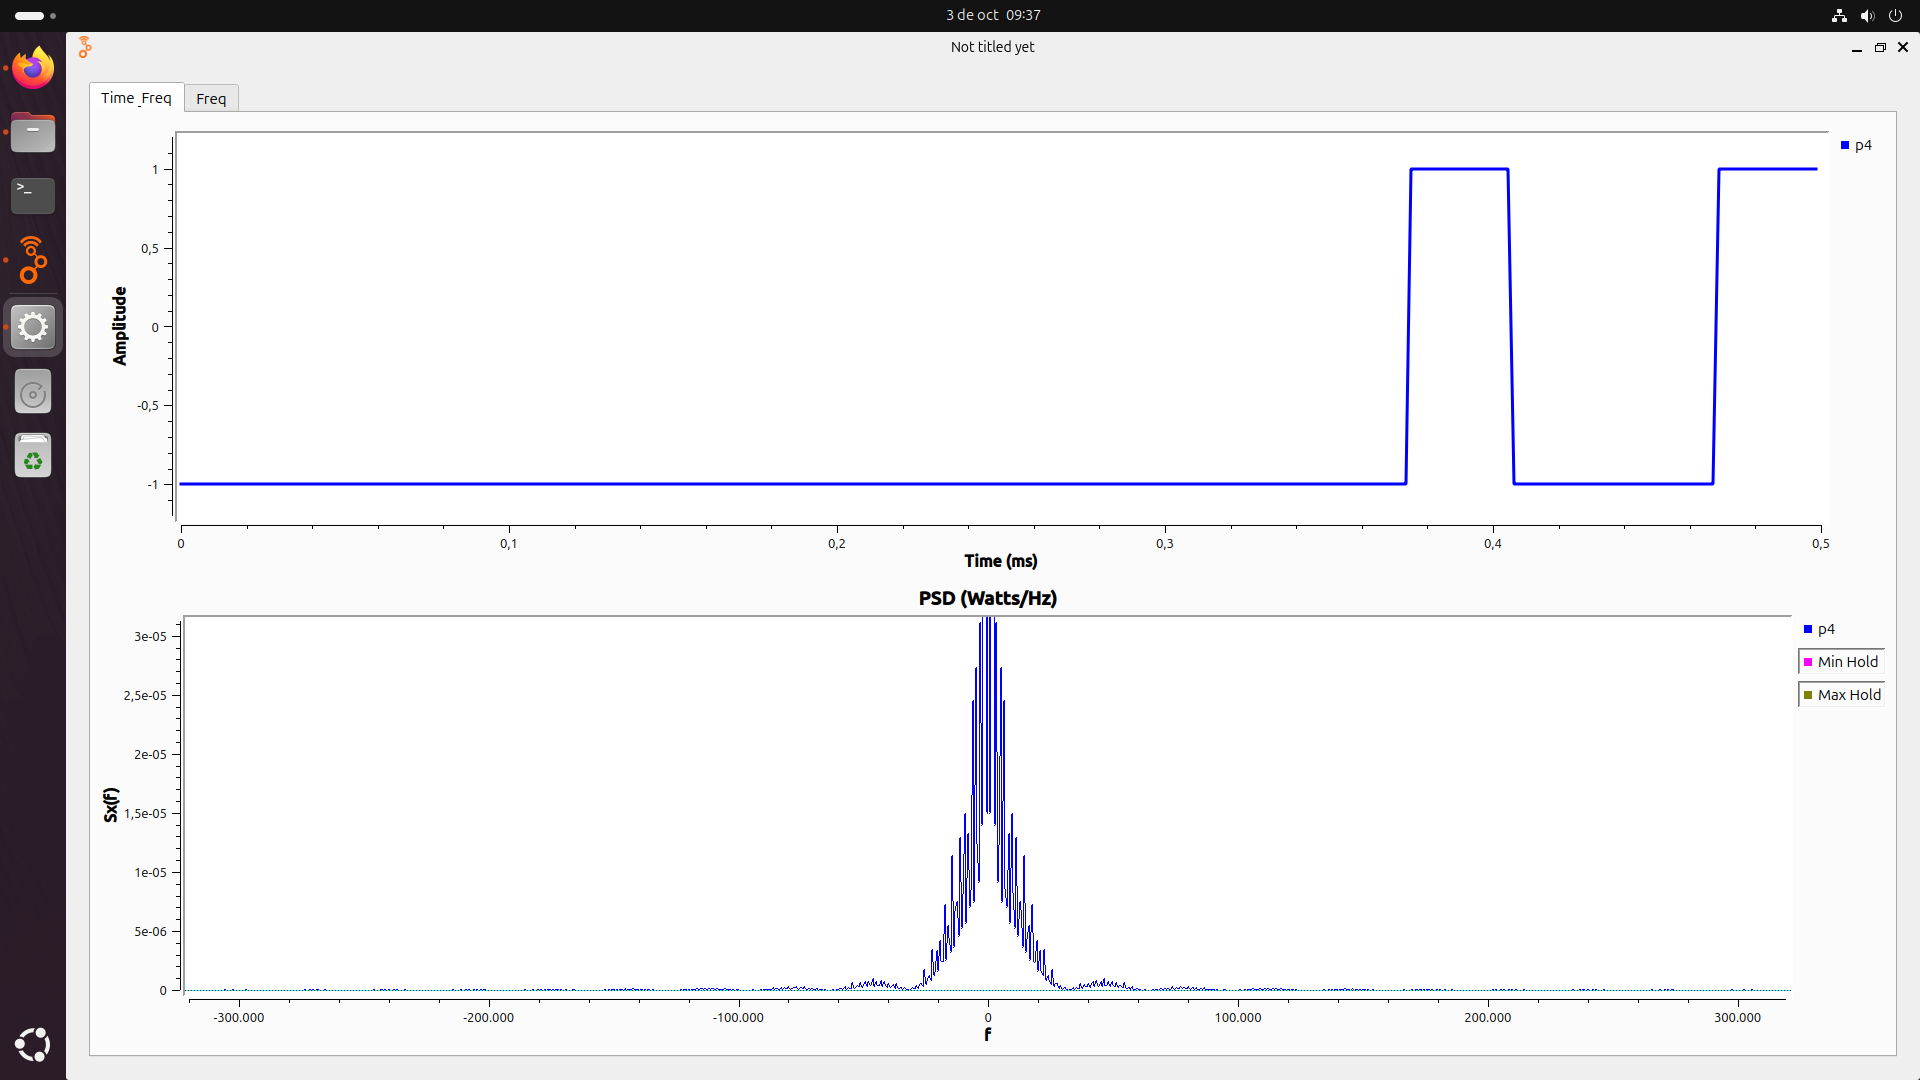 3 de oct 09:37
Not titled yet
Time_Freq
Freq
p4
1
0,5
0
-0,5
-1
Amplitude
0
0,1
0,2
0,3
0,4
0,5
Time (ms)
PSD (Watts/Hz)
p4
Min Hold
Max Hold
3e-05
2,5e-05
2e-05
1,5e-05
1e-05
5e-06
0
Sx(f)
-300.000
-200.000
-100.000
0
100.000
200.000
300.000
f